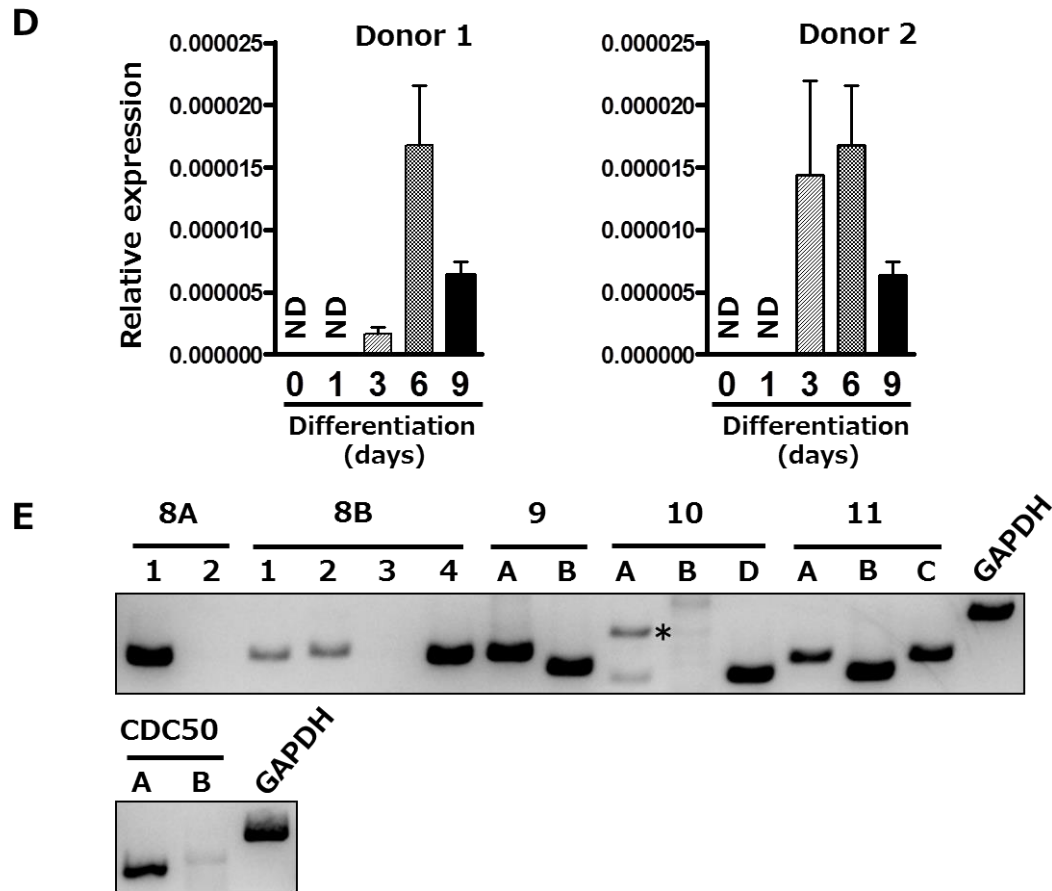 D
Donor 1
Donor 2
Relative expression
0.000025
0.000020
0.000015
0.000010
0.000005
0.000000
ND ND
0 1 3 6 9
Differentiation
(days)
0.000025
0.000020
0.000015
0.000010
0.000005
0.000000
ND ND
0 1 3 6 9
Differentiation
(days)
E
8A 8B 9 10 11 GAPDH
1 2 1 2 3 4 A B A B D A B C
*
CDC50 GAPDH
A B